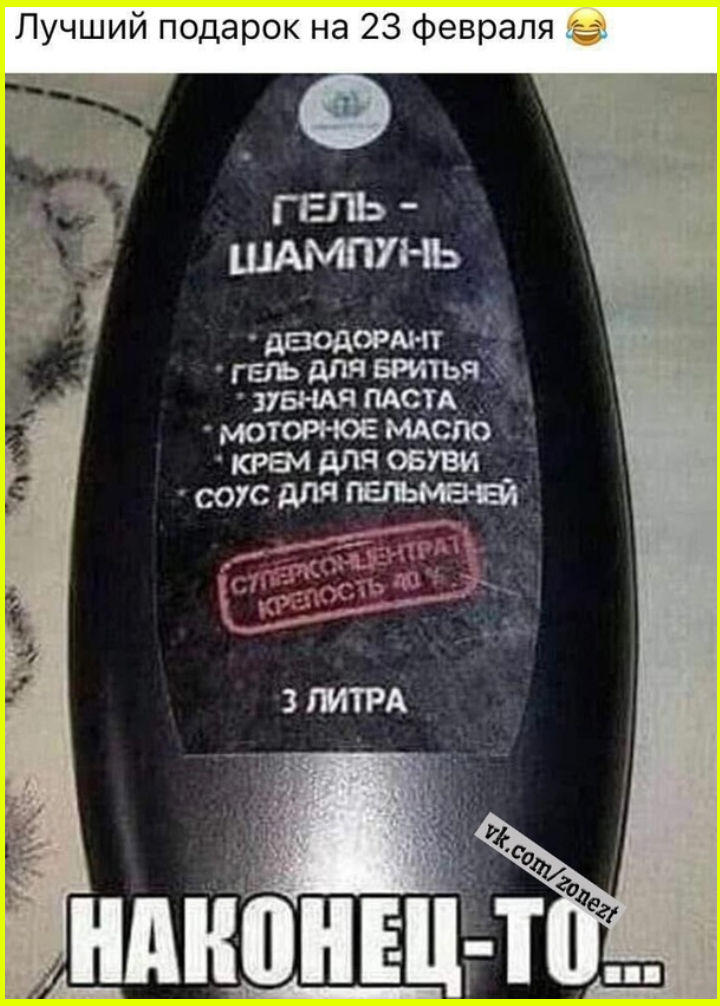 Лучший подарок на 23 февраля 😂
ГЕЛЬ -
ШАМПУНЬ
* ДЕЗОДОРАНТ
* ГЕЛЬ ДЛЯ БРИТЬЯ
* ЗУБНАЯ ПАСТА
* МОТОРНОЕ МАСЛО
* КРЕМ ДЛЯ ОБУВИ
* СОУС ДЛЯ ПЕЛЬМЕНЕЙ
СУПЕРКОНЦЕНТРАТ
КРЕПОСТЬ 40 %
3 ЛИТРА
vk.com/zonezt
НАКОНЕЦ-ТО...